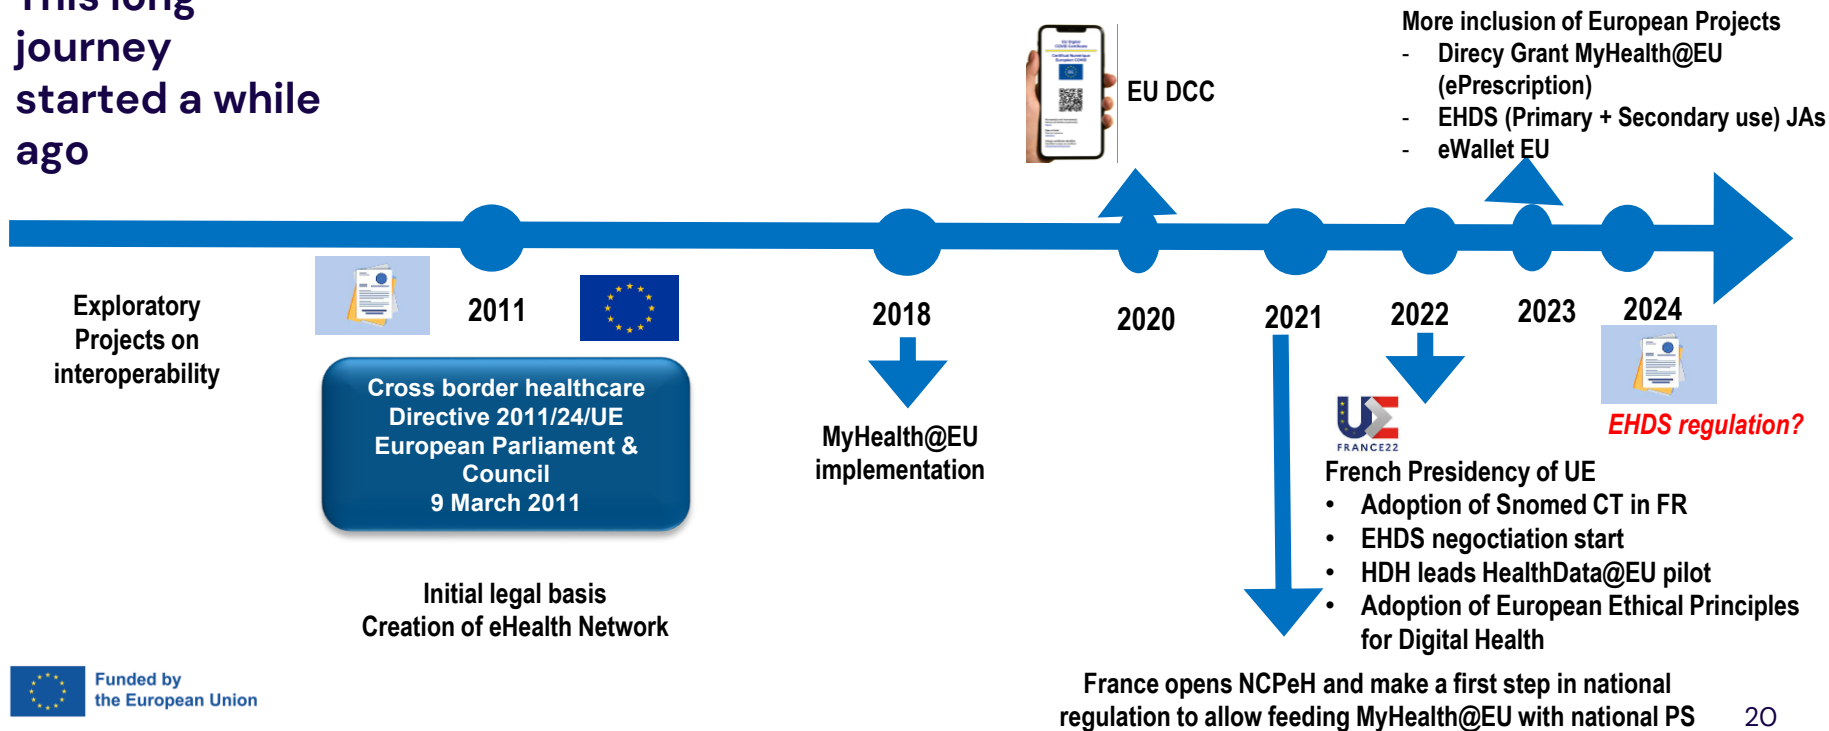 This long
journey
started a while
ago
EU DCC
More inclusion of European Projects
- Direcy Grant MyHealth@EU
(ePrescription)
- EHDS (Primary + Secondary use) JAs
- eWallet EU
Exploratory
Projects on
interoperability
2011
2018
2020
2021
2022
2023
2024
Cross border healthcare
Directive 2011/24/UE
European Parliament &
Council
9 March 2011
Initial legal basis
Creation of eHealth Network
MyHealth@EU
implementation
UE
FRANCE22
French Presidency of UE
• Adoption of Snomed CT in FR
• EHDS negoctiation start
• HDH leads HealthData@EU pilot
• Adoption of European Ethical Principles
for Digital Health
EHDS regulation?
France opens NCPeH and make a first step in national
regulation to allow feeding MyHealth@EU with national PS
Funded by
the European Union
20